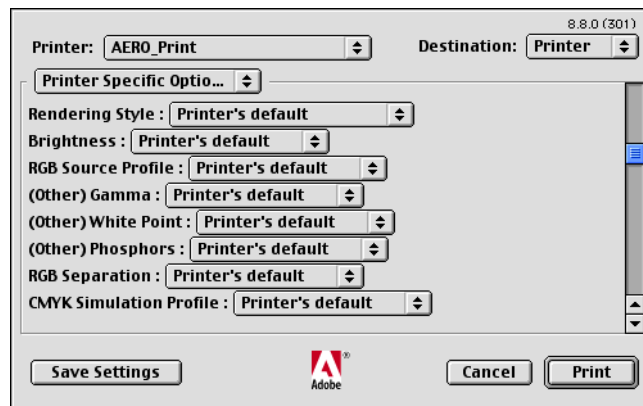 8.8.0 (301)
Printer: AERO_Print Destination: Printer
Printer Specific Optio...
Rendering Style : Printer's default
Brightness : Printer's default
RGB Source Profile : Printer's default
(Other) Gamma : Printer's default
(Other) White Point : Printer's default
(Other) Phosphors : Printer's default
RGB Separation : Printer's default
CMYK Simulation Profile : Printer's default
Save Settings Adobe® Cancel Print